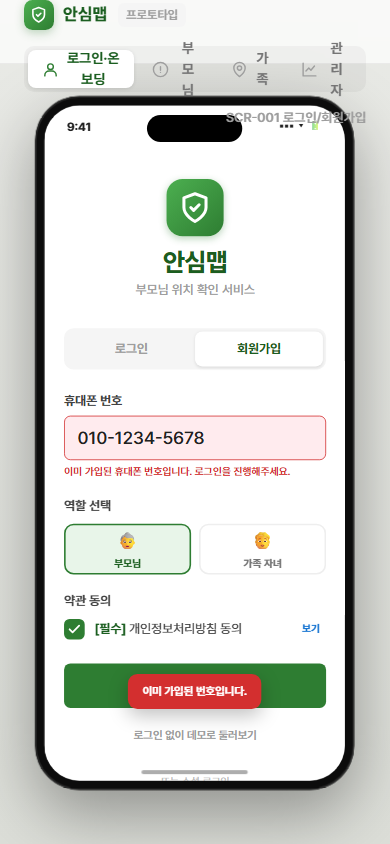 안심맵 프로토타입
로그인·온
보딩
부
모
님
가
족
관
리
자
SCR-001 로그인/회원가입
9:41
안심맵
부모님 위치 확인 서비스
로그인 회원가입
휴대폰 번호
010-1234-5678
이미 가입된 휴대폰 번호입니다. 로그인을 진행해주세요.
역할 선택
부모님 가족 자녀
약관 동의
[필수] 개인정보처리방침 동의 보기
이미 가입된 번호입니다.
로그인 없이 데모로 둘러보기